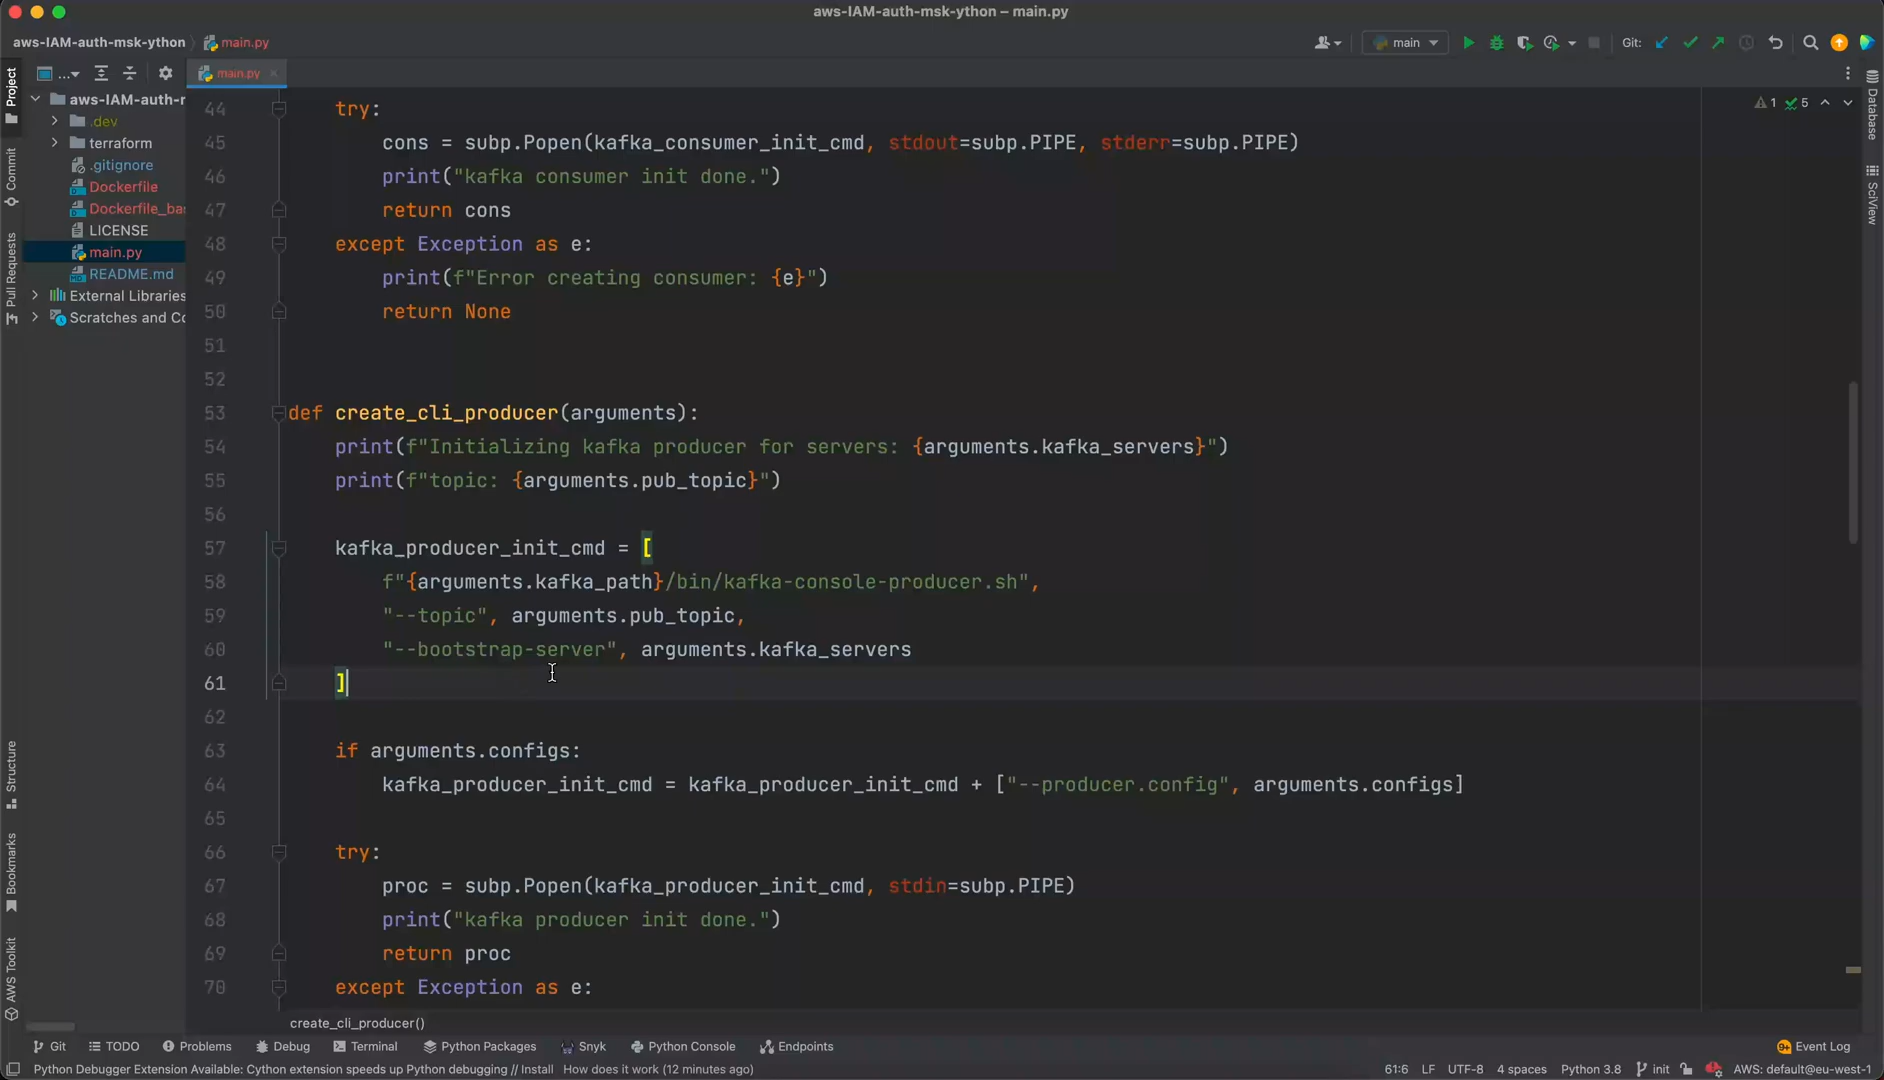 aws-IAM-auth-msk-ython – main.py
aws-IAM-auth-msk-ython
main.py
main
Git:
Project
Commit
Pull Requests
Structure
Bookmarks
AWS Toolkit
...
aws-IAM-auth-r
.dev
terraform
.gitignore
Dockerfile
Dockerfile_ba
LICENSE
main.py
README.md
External Libraries
Scratches and Co
main.py
1 5
44 try:
45 cons = subp.Popen(kafka_consumer_init_cmd, stdout=subp.PIPE, stderr=subp.PIPE)
46 print("kafka consumer init done.")
47 return cons
48 except Exception as e:
49 print(f"Error creating consumer: {e}")
50 return None
51
52
53 def create_cli_producer(arguments):
54 print(f"Initializing kafka producer for servers: {arguments.kafka_servers}")
55 print(f"topic: {arguments.pub_topic}")
56
57 kafka_producer_init_cmd = [
58 f"{arguments.kafka_path}/bin/kafka-console-producer.sh",
59 "--topic", arguments.pub_topic,
60 "--bootstrap-server", arguments.kafka_servers
61 ]
62
63 if arguments.configs:
64 kafka_producer_init_cmd = kafka_producer_init_cmd + ["--producer.config", arguments.configs]
65
66 try:
67 proc = subp.Popen(kafka_producer_init_cmd, stdin=subp.PIPE)
68 print("kafka producer init done.")
69 return proc
70 except Exception as e:
Database
SciView
create_cli_producer()
Git
TODO
Problems
Debug
Terminal
Python Packages
Snyk
Python Console
Endpoints
9+ Event Log
Python Debugger Extension Available: Cython extension speeds up Python debugging // Install How does it work (12 minutes ago)
61:6 LF UTF-8 4 spaces Python 3.8 init AWS: default@eu-west-1